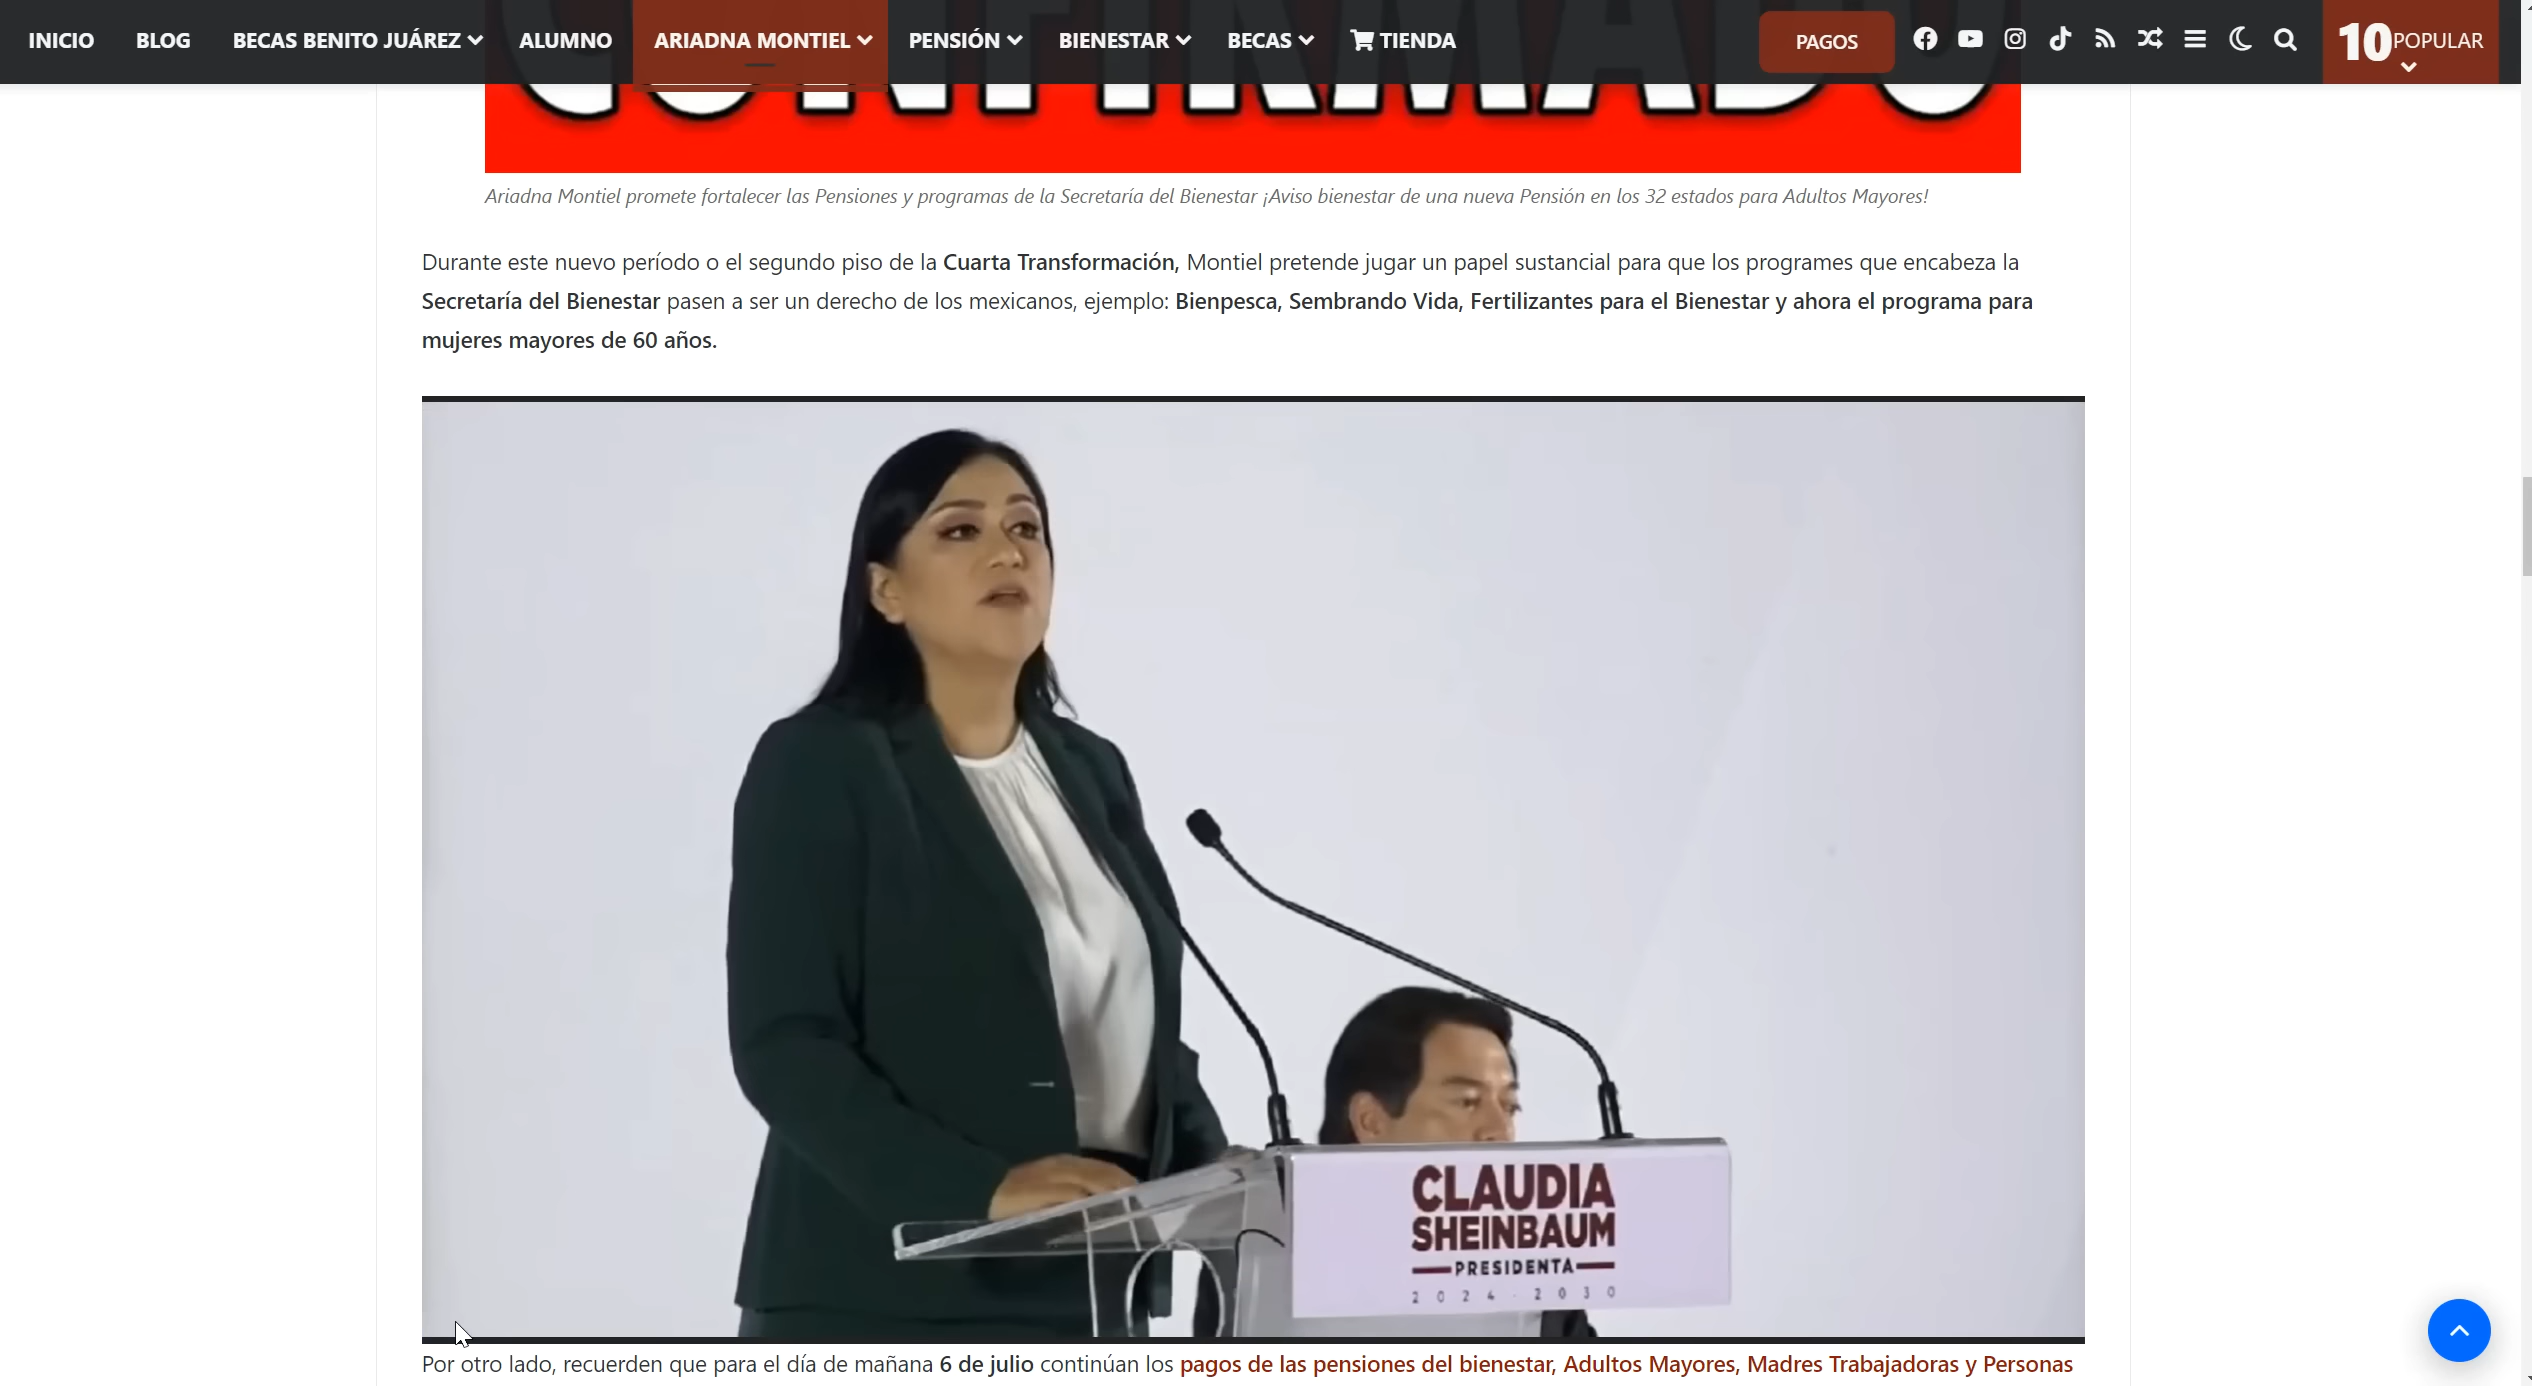 INICIO BLOG BECAS BENITO JUÁREZ ALUMNO ARIADNA MONTIEL PENSIÓN BIENESTAR BECAS TIENDA PAGOS 10 POPULAR
CONFIRMADO
Ariadna Montiel promete fortalecer las Pensiones y programas de la Secretaría del Bienestar ¡Aviso bienestar de una nueva Pensión en los 32 estados para Adultos Mayores!
Durante este nuevo período o el segundo piso de la Cuarta Transformación, Montiel pretende jugar un papel sustancial para que los programes que encabeza la
Secretaría del Bienestar pasen a ser un derecho de los mexicanos, ejemplo: Bienpesca, Sembrando Vida, Fertilizantes para el Bienestar y ahora el programa para
mujeres mayores de 60 años.
CLAUDIA
SHEINBAUM
PRESIDENTA
2024-2030
Por otro lado, recuerden que para el día de mañana 6 de julio continúan los pagos de las pensiones del bienestar, Adultos Mayores, Madres Trabajadoras y Personas